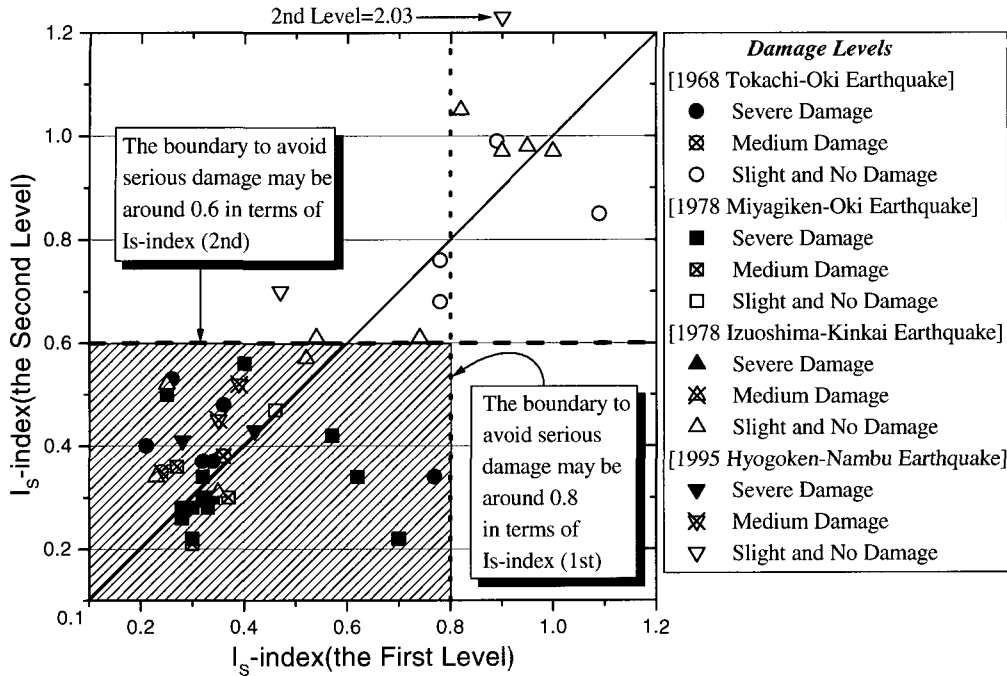 2nd Level=2.03
1.2
1.0
0.8
0.6
0.4
0.2
0.1
0.2
0.4
0.6
0.8
1.0
1.2
I_S-index(the Second Level)
I_S-index(the First Level)
The boundary to avoid
serious damage may be
around 0.6 in terms of
Is-index (2nd)
The boundary to
avoid serious
damage may be
around 0.8
in terms of
Is-index (1st)
Damage Levels
[1968 Tokachi-Oki Earthquake]
Severe Damage
Medium Damage
Slight and No Damage
[1978 Miyagiken-Oki Earthquake]
Severe Damage
Medium Damage
Slight and No Damage
[1978 Izuoshima-Kinkai Earthquake]
Severe Damage
Medium Damage
Slight and No Damage
[1995 Hyogoken-Nambu Earthquake]
Severe Damage
Medium Damage
Slight and No Damage